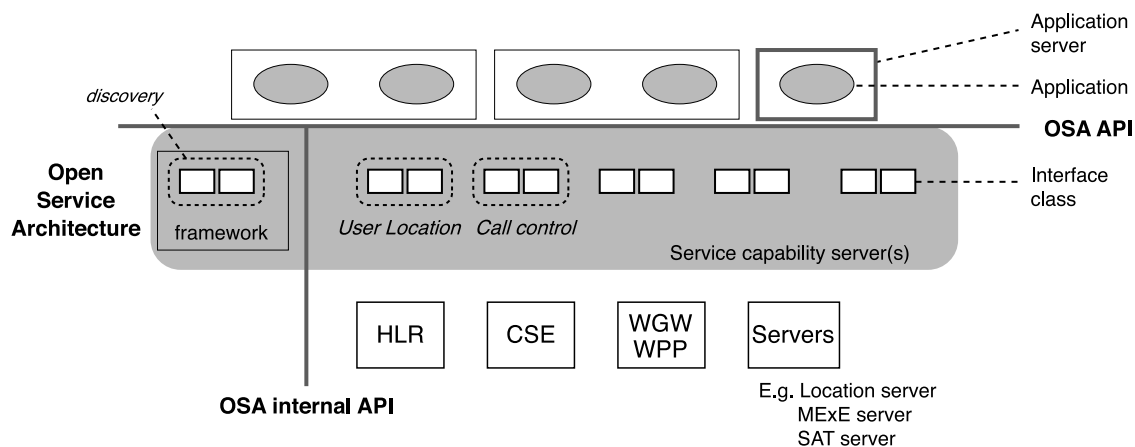 Application
server
discovery
Application
OSA API
Open
Service
Architecture
Interface
class
framework
User Location
Call control
Service capability server(s)
HLR
CSE
WGW
WPP
Servers
OSA internal API
E.g. Location server
MExE server
SAT server